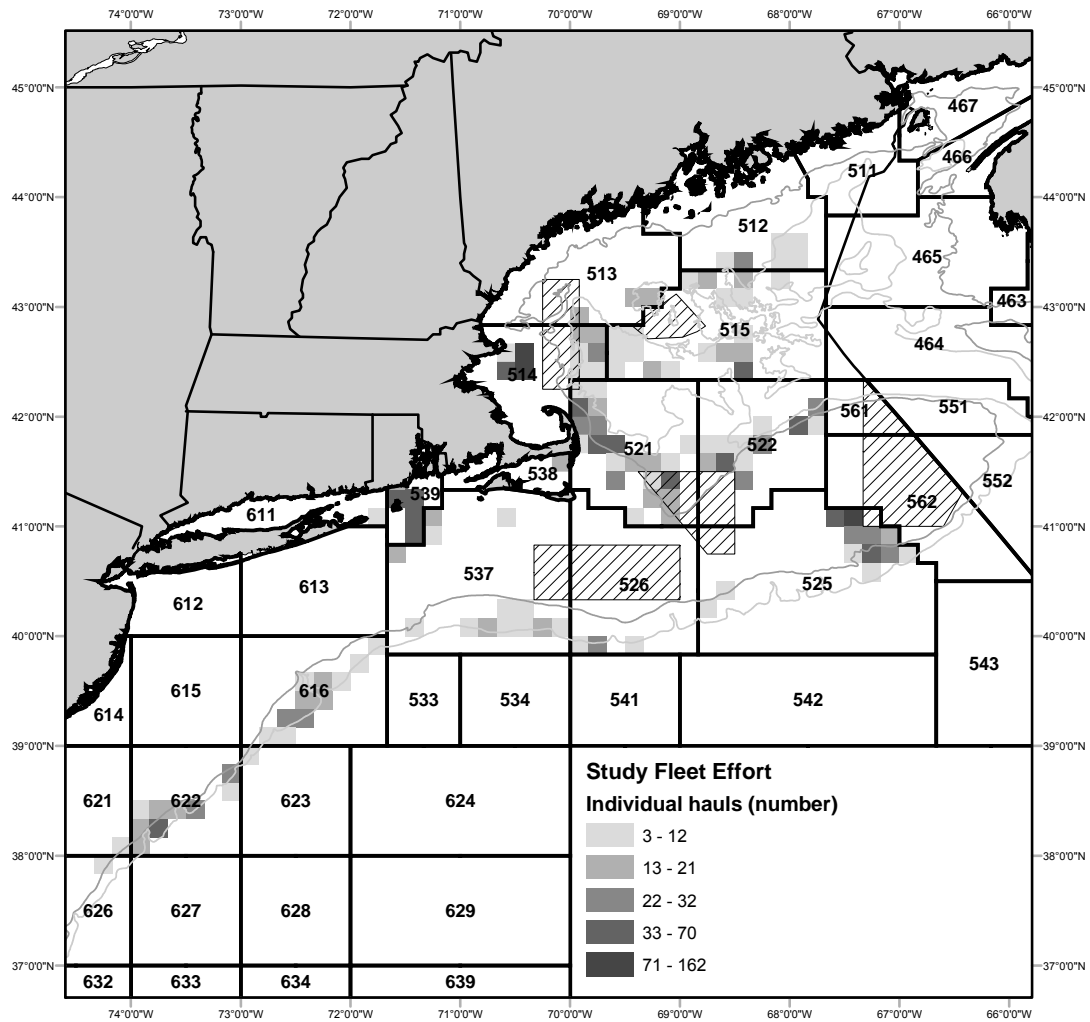 74°0'0"W 73°0'0"W 72°0'0"W 71°0'0"W 70°0'0"W 69°0'0"W 68°0'0"W 67°0'0"W 66°0'0"W
45°0'0"N 45°0'0"N
467
466
511
44°0'0"N 44°0'0"N
512
465
513
43°0'0"N 463 43°0'0"N
515
464
514
42°0'0"N 561 551 42°0'0"N
521 522
538
539 552
562
611
41°0'0"N 41°0'0"N
537 526 525
613
612
40°0'0"N 40°0'0"N
543
615 616
533 534 541 542
614
39°0'0"N 39°0'0"N
Study Fleet Effort
621 622 623 624
Individual hauls (number)
3 - 12
38°0'0"N 38°0'0"N
13 - 21
22 - 32
626 627 628 629
33 - 70
37°0'0"N 71 - 162 37°0'0"N
632 633 634 639
74°0'0"W 73°0'0"W 72°0'0"W 71°0'0"W 70°0'0"W 69°0'0"W 68°0'0"W 67°0'0"W 66°0'0"W